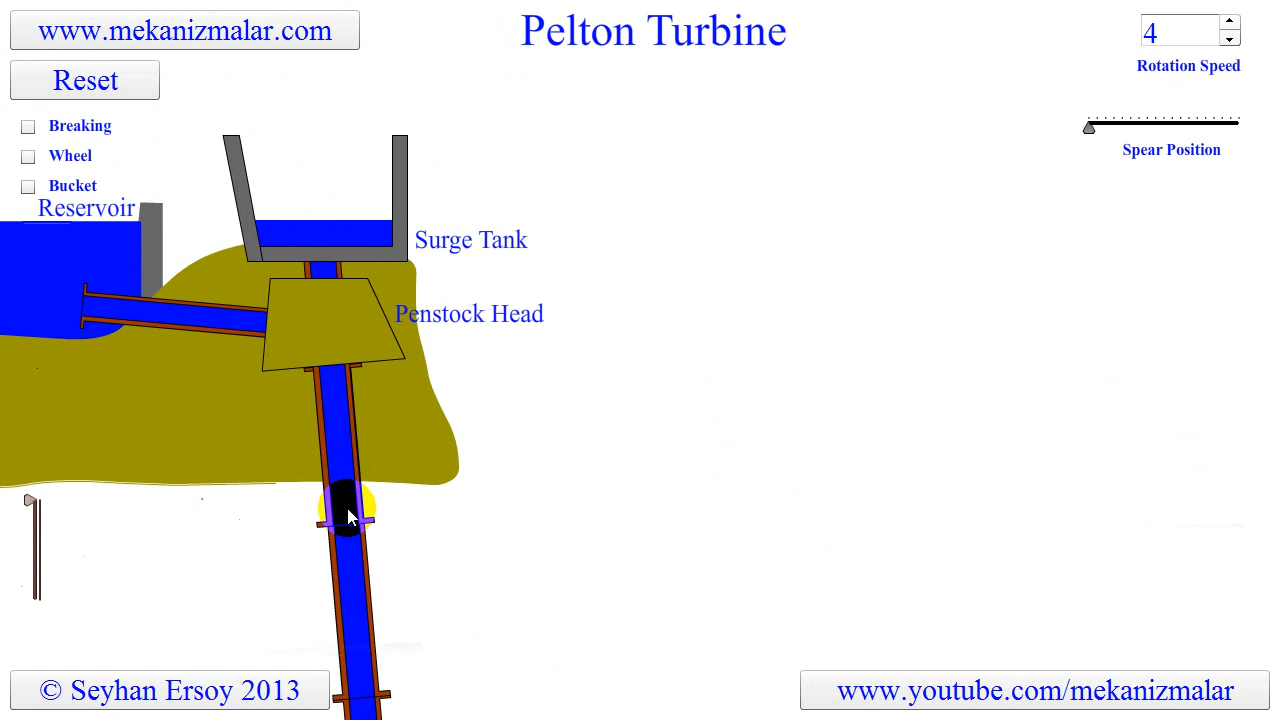 www.mekanizmalar.com
Pelton Turbine
4
Rotation Speed
Reset
Breaking
Wheel
Bucket
Spear Position
Reservoir
Surge Tank
Penstock Head
© Seyhan Ersoy 2013
www.youtube.com/mekanizmalar